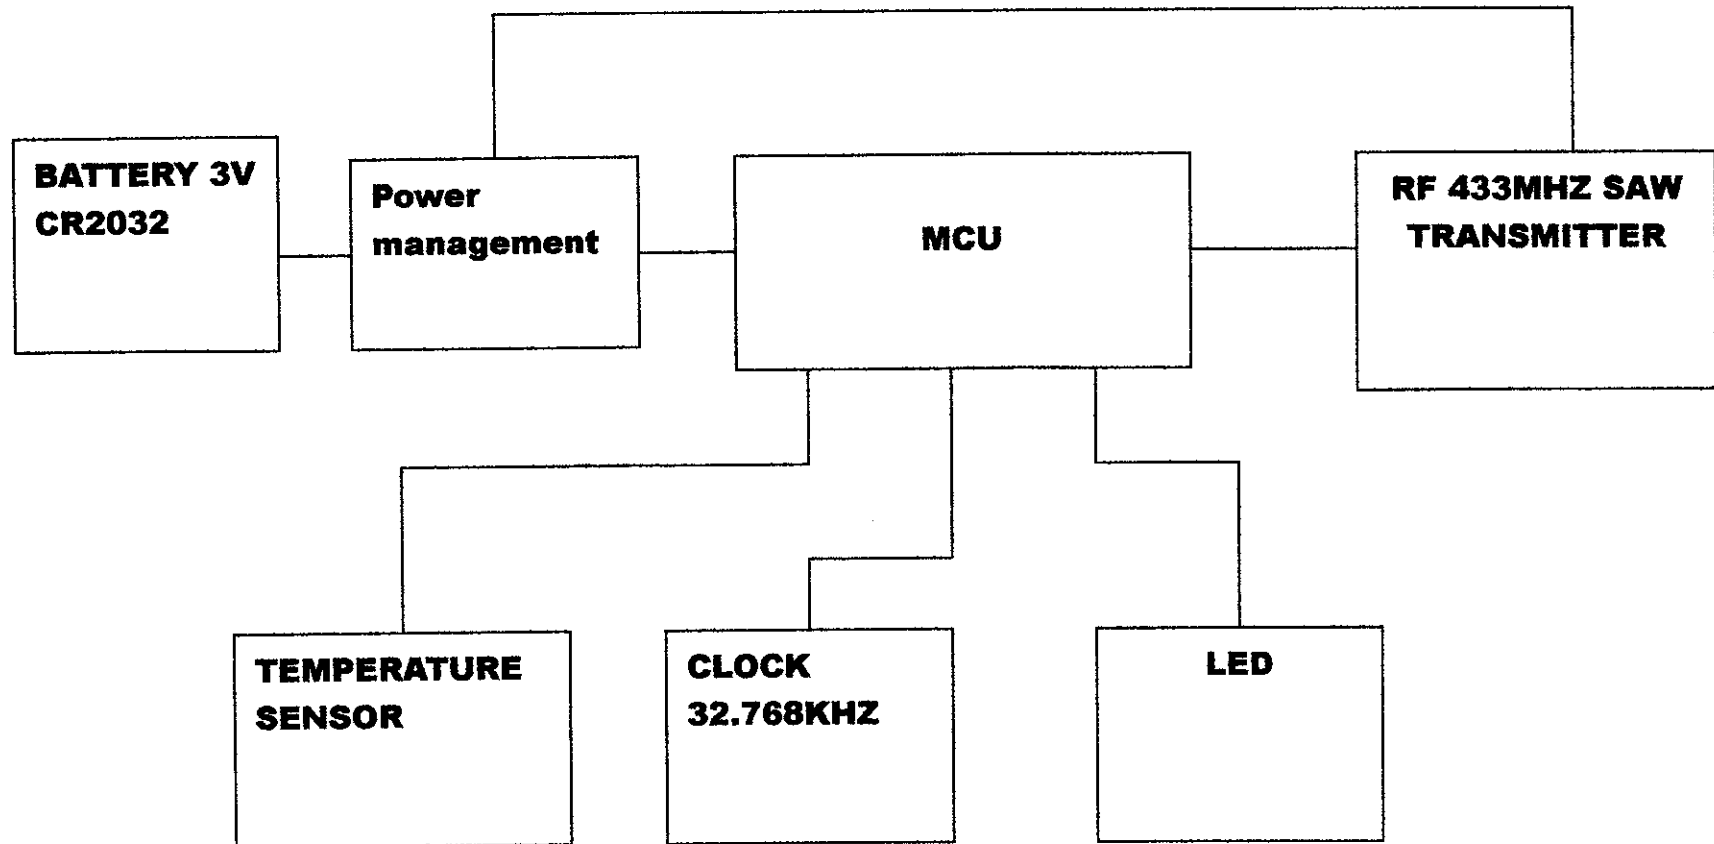 BATTERY 3V
CR2032
Power
management
MCU
RF 433MHZ SAW
TRANSMITTER
TEMPERATURE
SENSOR
CLOCK
32.768KHZ
LED